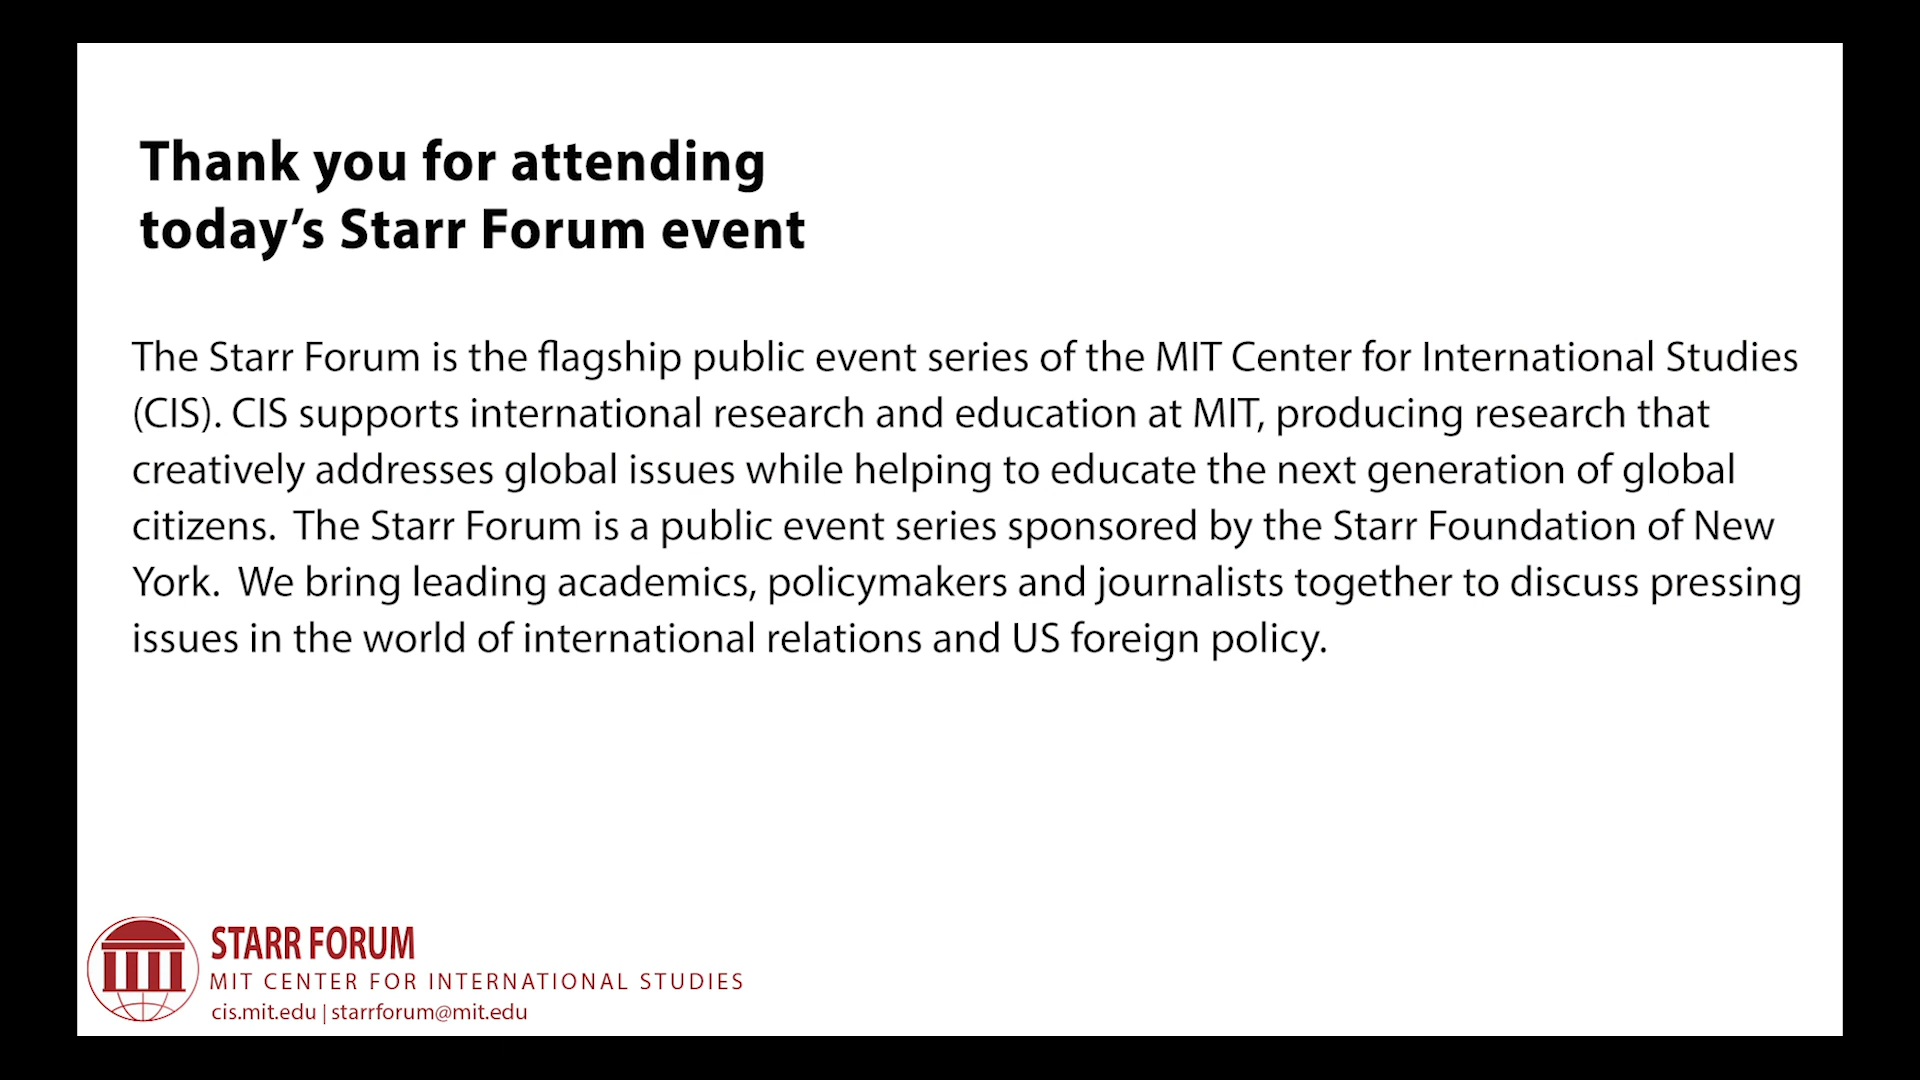 Thank you for attending
today’s Starr Forum event
The Starr Forum is the flagship public event series of the MIT Center for International Studies
(CIS). CIS supports international research and education at MIT, producing research that
creatively addresses global issues while helping to educate the next generation of global
citizens.  The Starr Forum is a public event series sponsored by the Starr Foundation of New
York.  We bring leading academics, policymakers and journalists together to discuss pressing
issues in the world of international relations and US foreign policy.
STARR FORUM
MIT CENTER FOR INTERNATIONAL STUDIES
cis.mit.edu | starrforum@mit.edu